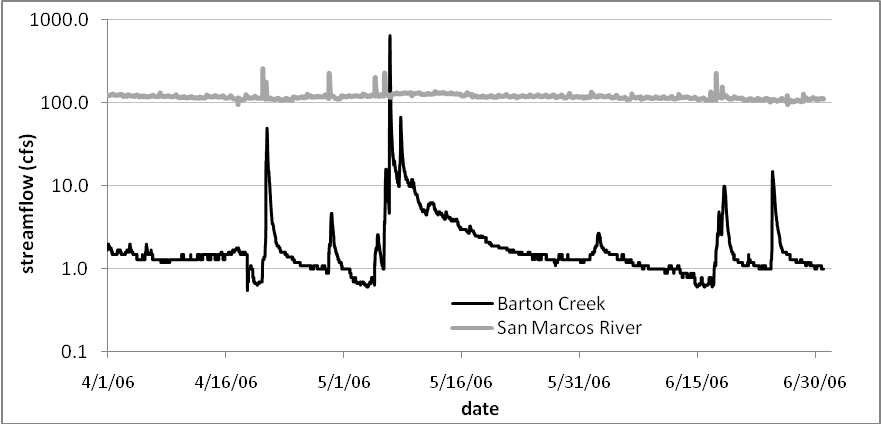 1000.0
100.0
10.0
1.0
0.1
streamflow (cfs)
Barton Creek
San Marcos River
4/1/06 4/16/06 5/1/06 5/16/06 5/31/06 6/15/06 6/30/06
date